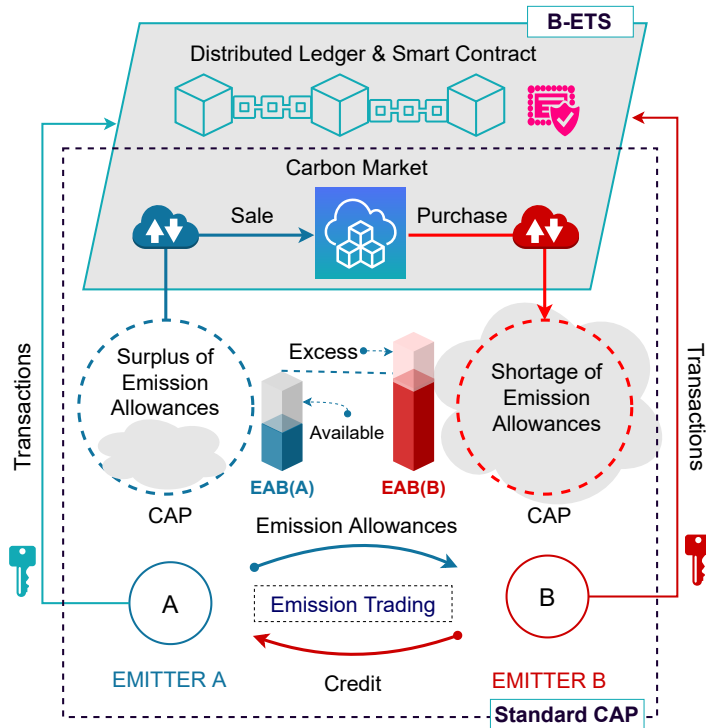 B-ETS
Distributed Ledger & Smart Contract
Carbon Market
Sale
Purchase
Transactions
Surplus of
Emission
Allowances
Excess
Available
EAB(A)
EAB(B)
Shortage of
Emission
Allowances
Transactions
CAP
CAP
Emission Allowances
A
Emission Trading
B
EMITTER A
Credit
EMITTER B
Standard CAP